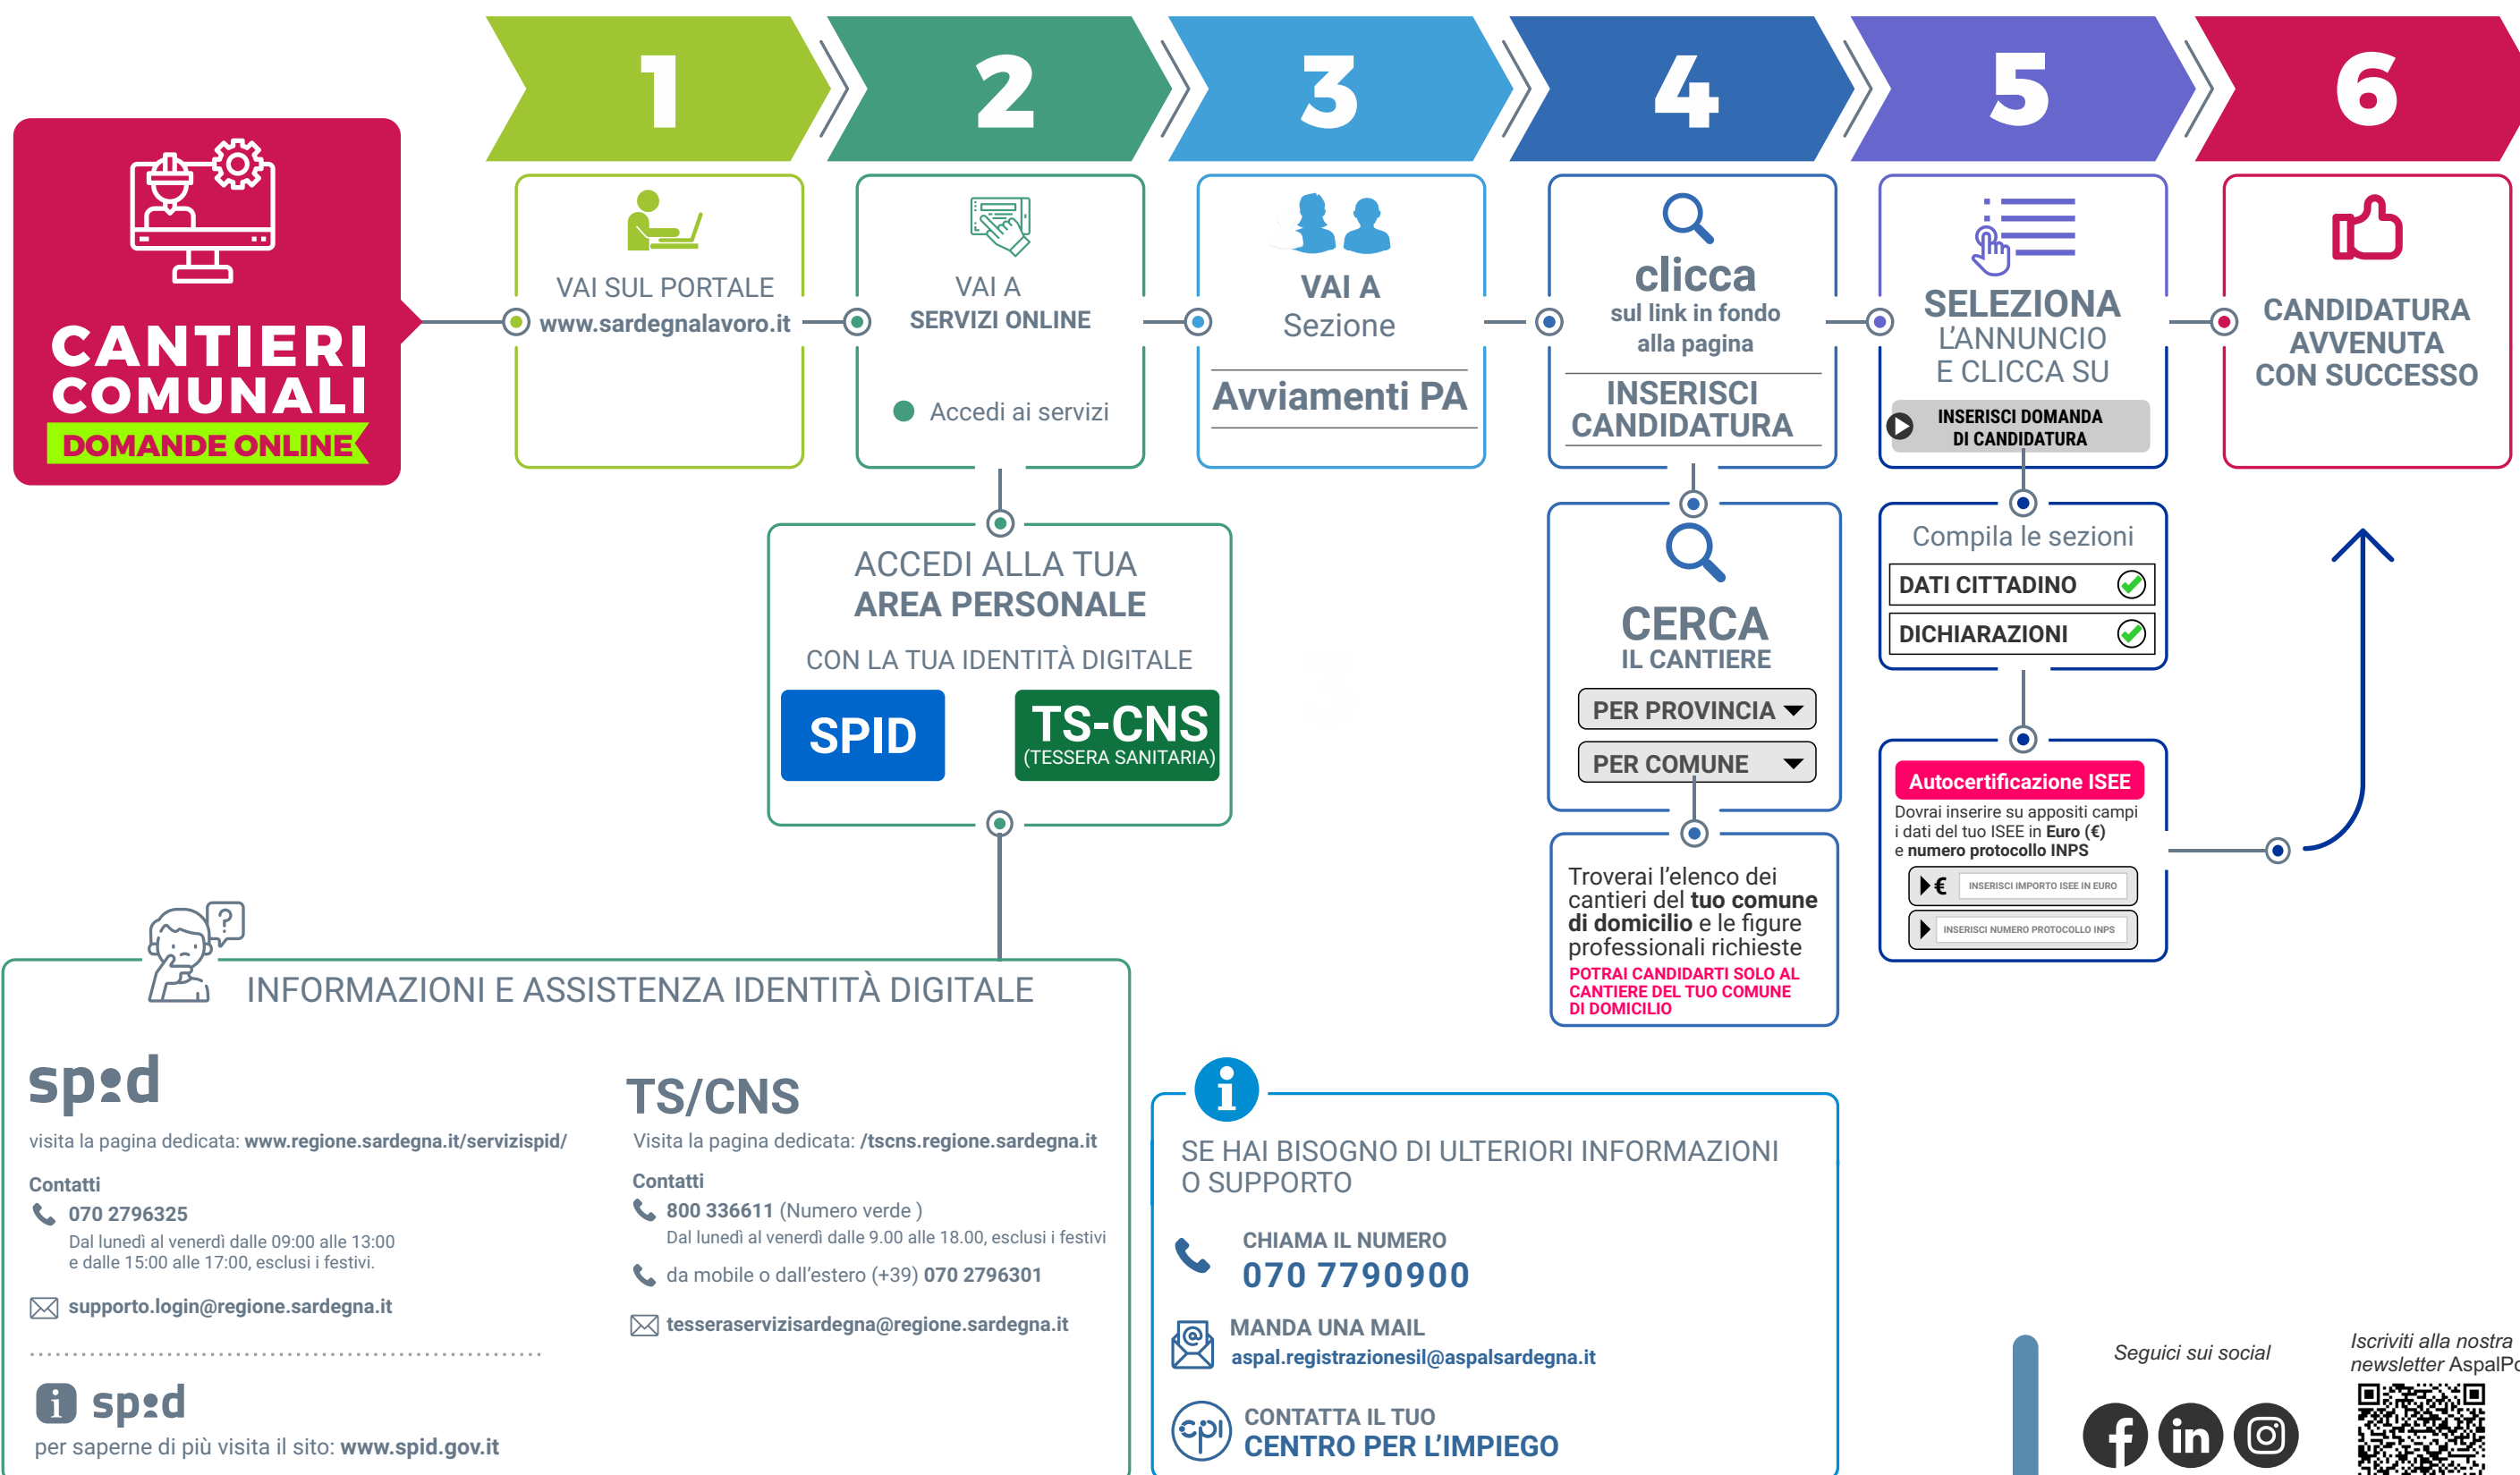 1
2
3
4
5
6
CANTIERI
COMUNALI
DOMANDE ONLINE
VAI SUL PORTALE
www.sardegnalavoro.it
VAI A
SERVIZI ONLINE
Accedi ai servizi
VAI A
Sezione
Avviamenti PA
clicca
sul link in fondo
alla pagina
INSERISCI
CANDIDATURA
SELEZIONA
L'ANNUNCIO
E CLICCA SU
INSERISCI DOMANDA
DI CANDIDATURA
CANDIDATURA
AVVENUTA
CON SUCCESSO
ACCEDI ALLA TUA
AREA PERSONALE
CON LA TUA IDENTITÀ DIGITALE
SPID
TS-CNS
(TESSERA SANITARIA)
CERCA
IL CANTIERE
PER PROVINCIA
PER COMUNE
Troverai l'elenco dei
cantieri del tuo comune
di domicilio e le figure
professionali richieste
POTRAI CANDIDARTI SOLO AL
CANTIERE DEL TUO COMUNE
DI DOMICILIO
Compila le sezioni
DATI CITTADINO
DICHIARAZIONI
Autocertificazione ISEE
Dovrai inserire su appositi campi
i dati del tuo ISEE in Euro (€)
e numero protocollo INPS
€ INSERISCI IMPORTO ISEE IN EURO
INSERISCI NUMERO PROTOCOLLO INPS
?
INFORMAZIONI E ASSISTENZA IDENTITÀ DIGITALE
spid
visita la pagina dedicata: www.regione.sardegna.it/servizispid/
Contatti
070 2796325
Dal lunedì al venerdì dalle 09:00 alle 13:00
e dalle 15:00 alle 17:00, esclusi i festivi.
supporto.login@regione.sardegna.it
i spid
per saperne di più visita il sito: www.spid.gov.it
TS/CNS
Visita la pagina dedicata: /tscns.regione.sardegna.it
Contatti
800 336611 (Numero verde )
Dal lunedì al venerdì dalle 9.00 alle 18.00, esclusi i festivi
da mobile o dall'estero (+39) 070 2796301
tesseraservizisardegna@regione.sardegna.it
i
SE HAI BISOGNO DI ULTERIORI INFORMAZIONI
O SUPPORTO
CHIAMA IL NUMERO
070 7790900
@
MANDA UNA MAIL
aspal.registrazionesil@aspalsardegna.it
cpi
CONTATTA IL TUO
CENTRO PER L'IMPIEGO
Seguici sui social
f in
Iscriviti alla nostra
newsletter